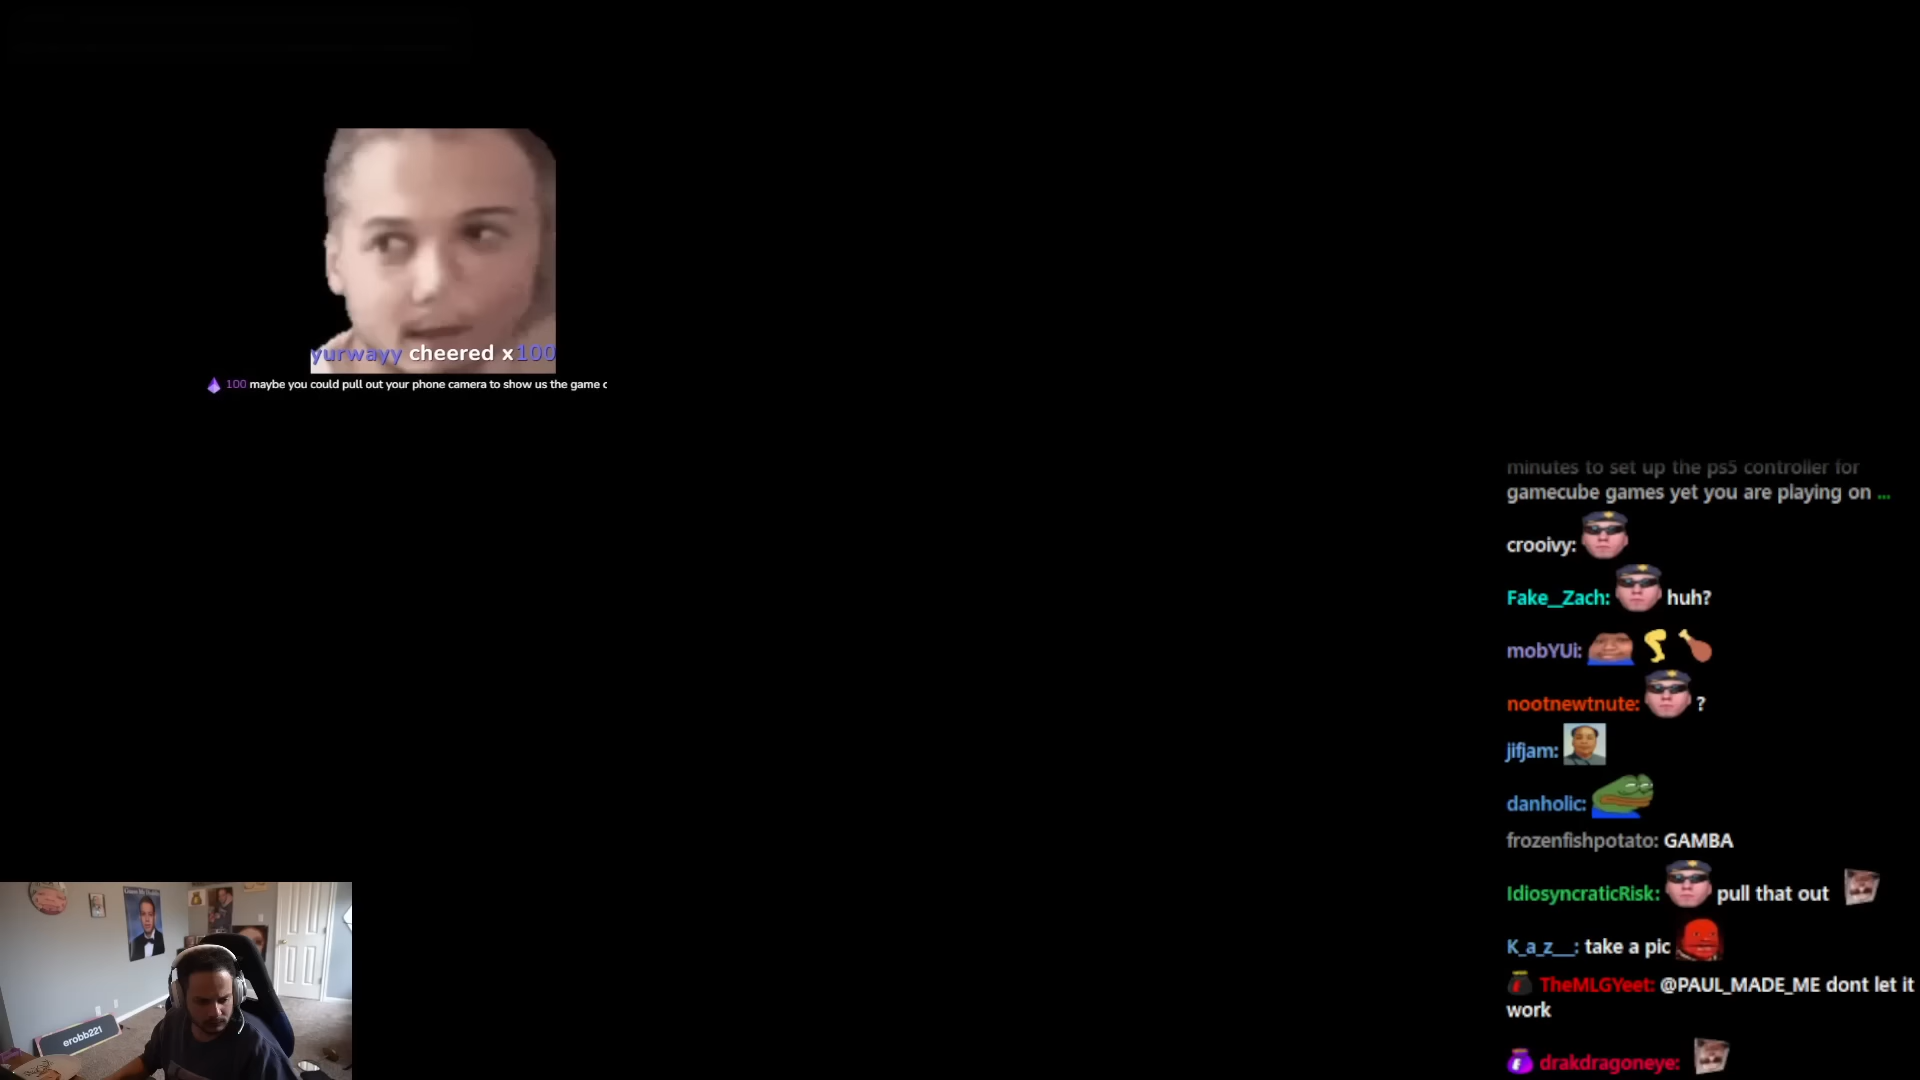 yurwayy cheered x100
100 maybe you could pull out your phone camera to show us the game c
minutes to set up the ps5 controller for
gamecube games yet you are playing on ...
crooivy:
Fake__Zach: huh?
mobYUi:
nootnewtnute: ?
jifjam:
danholic:
frozenfishpotato: GAMBA
IdiosyncraticRisk: pull that out
K_a_z__: take a pic
TheMLGYeet: @PAUL_MADE_ME dont let it
work
drakdragoneye:
erobb221